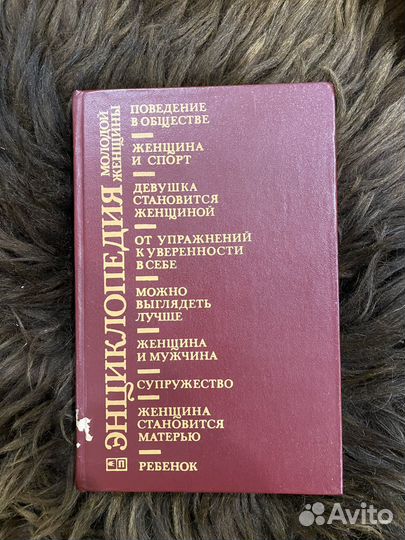 ЭНЦИКЛОПЕДИЯ
МОЛОДОЙ
ЖЕНЩИНЫ
ПОВЕДЕНИЕ
В ОБЩЕСТВЕ
ЖЕНЩИНА
И СПОРТ
ДЕВУШКА
СТАНОВИТСЯ
ЖЕНЩИНОЙ
ОТ УПРАЖНЕНИЙ
К УВЕРЕННОСТИ
В СЕБЕ
МОЖНО
ВЫГЛЯДЕТЬ
ЛУЧШЕ
ЖЕНЩИНА
И МУЖЧИНА
СУПРУЖЕСТВО
ЖЕНЩИНА
СТАНОВИТСЯ
МАТЕРЬЮ
РЕБЕНОК
Avito